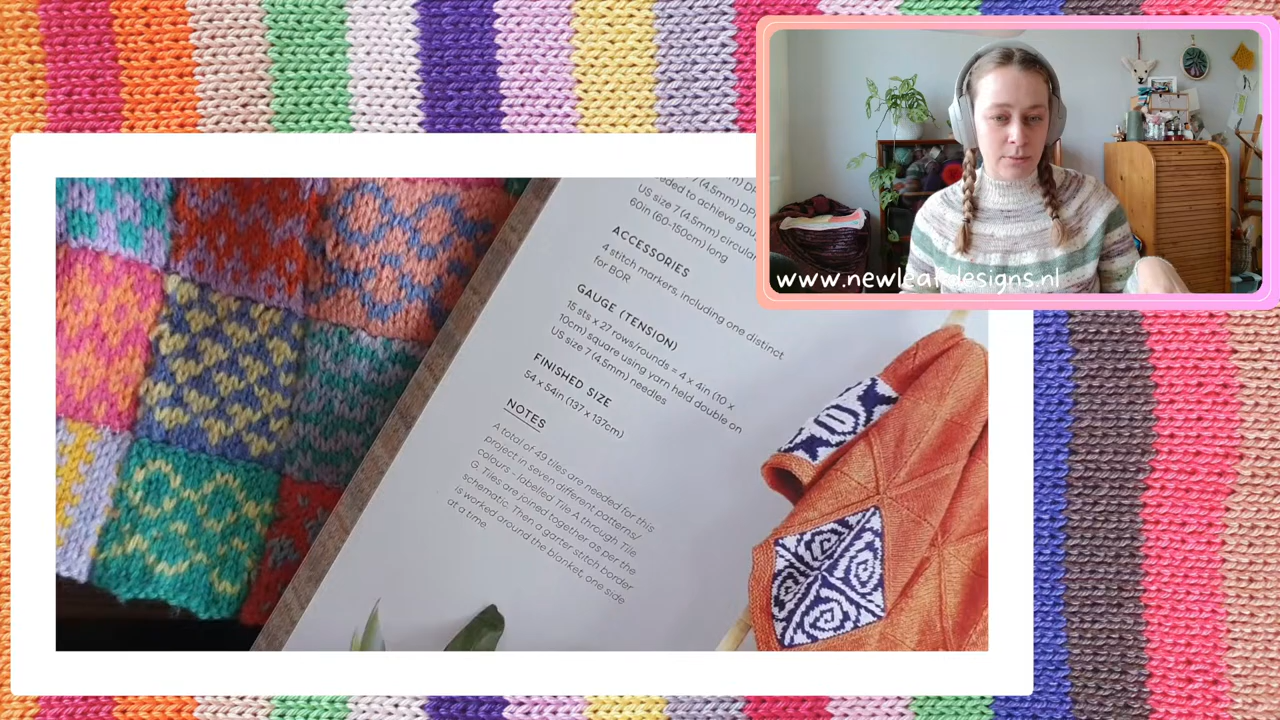 7 (4.5mm) DP
needed to achieve gau
US size 7 (4.5mm) circula
60in (60-150cm) long
ACCESSORIES
4 stitch markers, including one distinct
for BOR
GAUGE (TENSION)
15 sts x 27 rows/rounds = 4 x 4in (10 x
10cm) square using yarn held double on
US size 7 (4.5mm) needles
FINISHED SIZE
54 x 54in (137 x 137cm)
NOTES
A total of 49 tiles are needed for this
project in seven different patterns/
colours - labelled Tile A through Tile
G. Tiles are joined together as per the
schematic. Then a garter stitch border
is worked around the blanket, one side
at a time.
www.newleafdesigns.nl